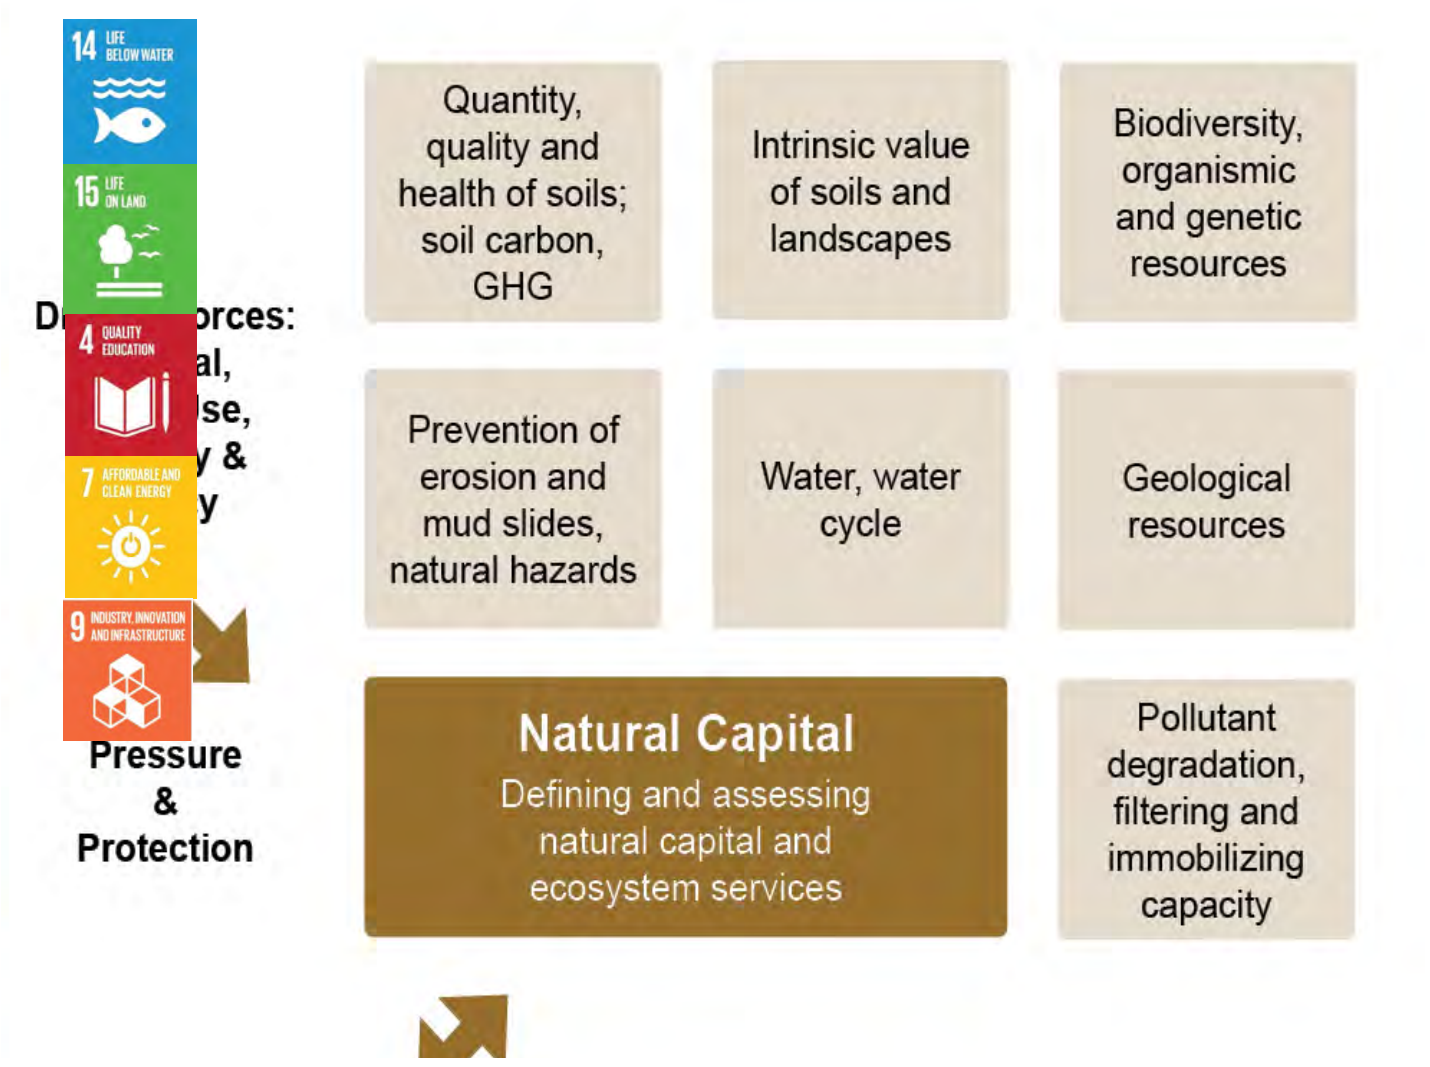 14 LIFE
BELOW WATER
15 LIFE
ON LAND
orces:
4 QUALITY
EDUCATION
al,
Use,
y &
7 AFFORDABLE AND
CLEAN ENERGY
y
9 INDUSTRY, INNOVATION
AND INFRASTRUCTURE
Pressure
&
Protection
Quantity,
quality and
health of soils;
soil carbon,
GHG
Intrinsic value
of soils and
landscapes
Biodiversity,
organismic
and genetic
resources
Prevention of
erosion and
mud slides,
natural hazards
Water, water
cycle
Geological
resources
Natural Capital
Defining and assessing
natural capital and
ecosystem services
Pollutant
degradation,
filtering and
immobilizing
capacity